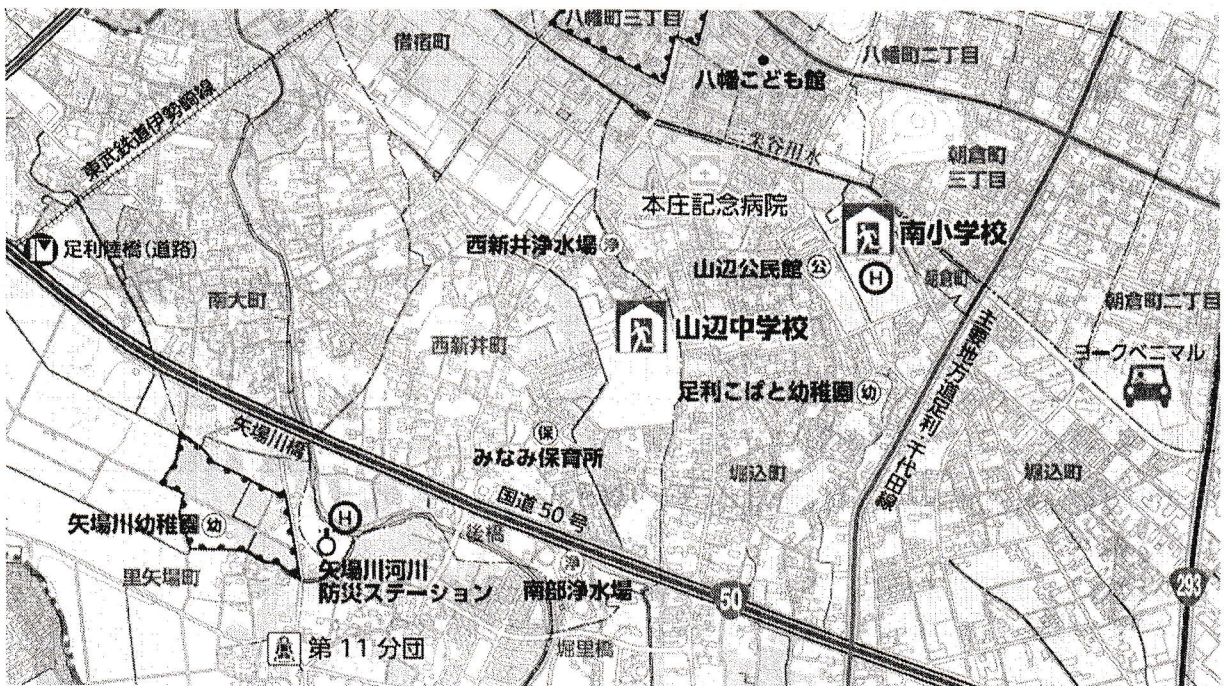 八幡町三丁目
借宿町
八幡町二丁目
八幡こども館
東武鉄道伊勢崎線
朝倉町
三丁目
本庄記念病院
南小学校
足利陸橋(道路)
西新井浄水場 浄
山辺公民館 公
H
朝倉町
朝倉町二丁目
南大町
山辺中学校
西新井町
ヨークベニマル
主要地方道足利千代田線
足利こばと幼稚園 幼
矢場川橋
保
みなみ保育所
堀込町
堀込町
国道50号
矢場川幼稚園 幼
H
後橋
里矢場町
矢場川河川
防災ステーション
浄
南部浄水場
50
293
第11分団
堀里橋